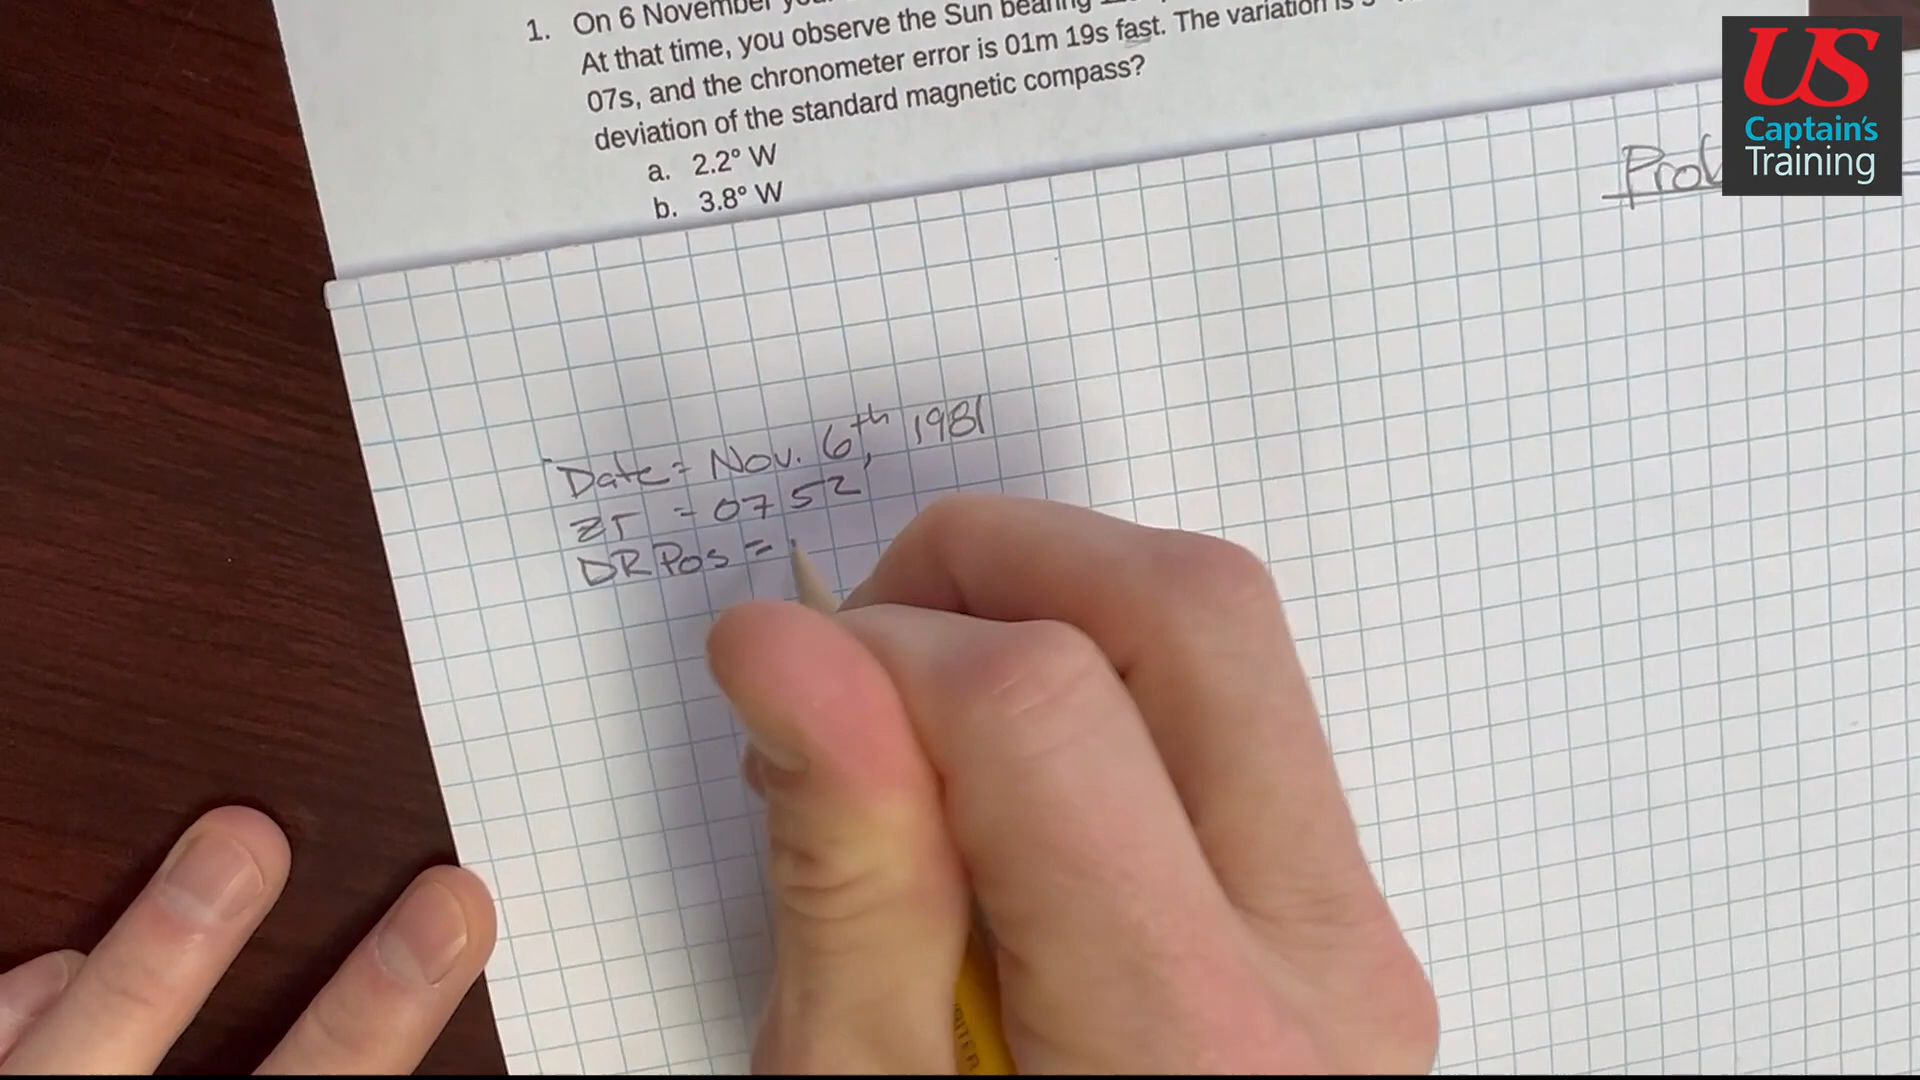 1. On 6 November
At that time, you observe the Sun bearing
07s, and the chronometer error is 01m 19s fast. The variation is
deviation of the standard magnetic compass?
a. 2.2° W
b. 3.8° W
US
Captain's
Training
Date = Nov. 6th, 1981
ZT = 0752
DR Pos =